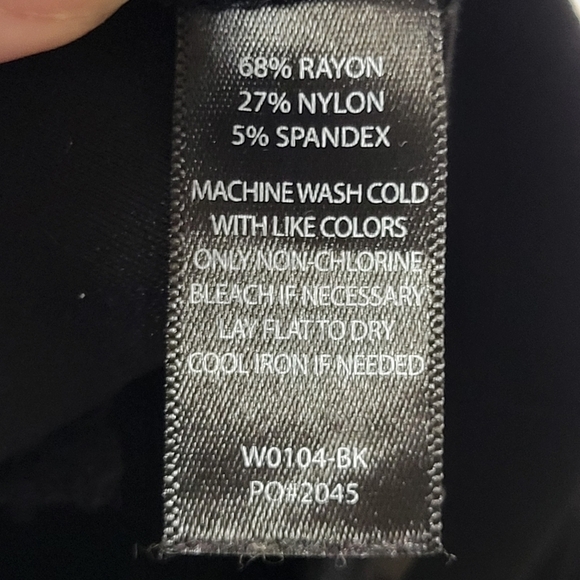 68% RAYON
27% NYLON
5% SPANDEX
MACHINE WASH COLD
WITH LIKE COLORS
ONLY NON-CHLORINE
BLEACH IF NECESSARY
LAY FLAT TO DRY
COOL IRON IF NEEDED
W0104-BK
PO#2045